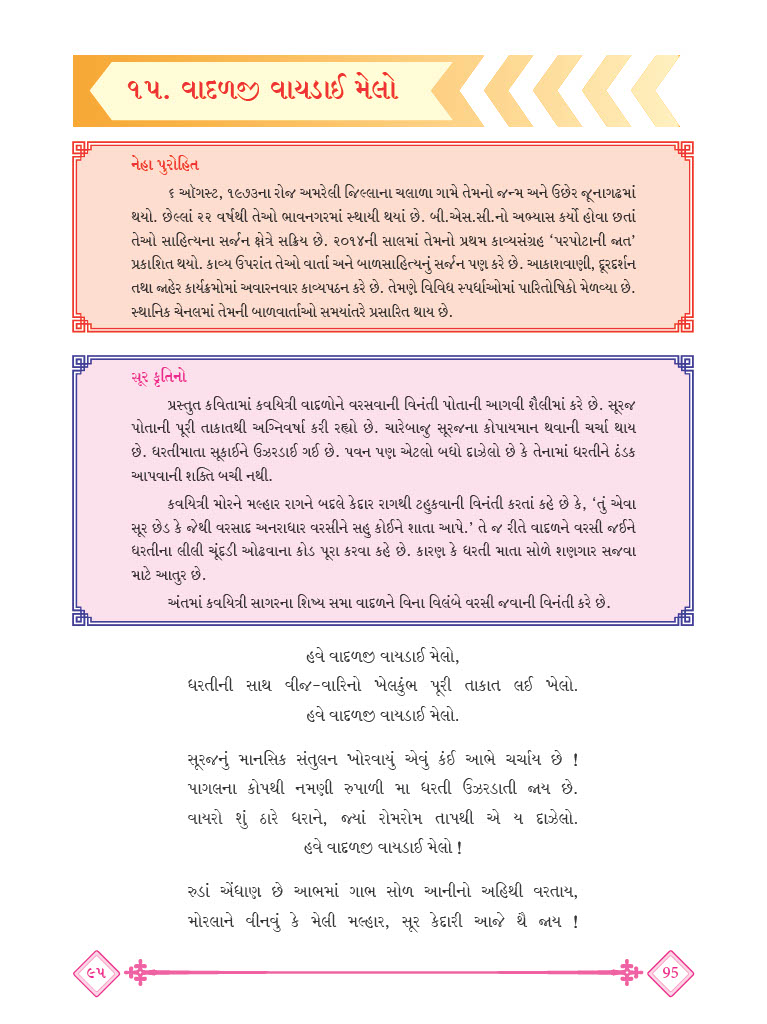 ૧૫. વાદળજી વાયડાઈ મેલો
નેહા પુરોહિત
૬ ઑગસ્ટ, ૧૯૭૩ના રોજ અમરેલી જિલ્લાના ચલાળા ગામે તેમનો જન્મ અને ઉછેર જૂનાગઢમાં
થયો. છેલ્લાં ૨૨ વર્ષથી તેઓ ભાવનગરમાં સ્થાયી થયાં છે. બી.એસ.સી.નો અભ્યાસ કર્યો હોવા છતાં
તેઓ સાહિત્યના સર્જન ક્ષેત્રે સક્રિય છે. ૨૦૧૪ની સાલમાં તેમનો પ્રથમ કાવ્યસંગ્રહ ‘પરપોટાની જાત’
પ્રકાશિત થયો. કાવ્ય ઉપરાંત તેઓ વાર્તા અને બાળસાહિત્યનું સર્જન પણ કરે છે. આકાશવાણી, દૂરદર્શન
તથા જાહેર કાર્યક્રમોમાં અવારનવાર કાવ્યપઠન કરે છે. તેમણે વિવિધ સ્પર્ધાઓમાં પારિતોષિકો મેળવ્યા છે.
સ્થાનિક ચેનલમાં તેમની બાળવાર્તાઓ સમયાંતરે પ્રસારિત થાય છે.
સૂર કૃતિનો
પ્રસ્તુત કવિતામાં કવયિત્રી વાદળોને વરસવાની વિનંતી પોતાની આગવી શૈલીમાં કરે છે. સૂરજ
પોતાની પૂરી તાકાતથી અગ્નિવર્ષા કરી રહ્યો છે. ચારેબાજુ સૂરજના કોપાયમાન થવાની ચર્ચા થાય
છે. ધરતીમાતા સૂકાઈને ઉઝરડાઈ ગઈ છે. પવન પણ એટલો બધો દાઝેલો છે કે તેનામાં ધરતીને ઠંડક
આપવાની શક્તિ બચી નથી.
કવયિત્રી મોરને મલ્હાર રાગને બદલે કેદાર રાગથી ટહુકવાની વિનંતી કરતાં કહે છે કે, ‘તું એવા
સૂર છેડ કે જેથી વરસાદ અનરાધાર વરસીને સહુ કોઈને શાતા આપે.’ તે જ રીતે વાદળને વરસી જઈને
ધરતીના લીલી ચૂંદડી ઓઢવાના કોડ પૂરા કરવા કહે છે. કારણ કે ધરતી માતા સોળે શણગાર સજવા
માટે આતુર છે.
અંતમાં કવયિત્રી સાગરના શિષ્ય સમા વાદળને વિના વિલંબે વરસી જવાની વિનંતી કરે છે.
હવે વાદળજી વાયડાઈ મેલો,
ધરતીની સાથ વીજ-વારિનો ખેલકુંભ પૂરી તાકાત લઈ ખેલો.
હવે વાદળજી વાયડાઈ મેલો.
સૂરજનું માનસિક સંતુલન ખોરવાયું એવું કંઈ આભે ચર્ચાય છે !
પાગલના કોપથી નમણી રુપાળી મા ધરતી ઉઝરડાતી જાય છે.
વાયરો શું ઠારે ધરાને, જ્યાં રોમરોમ તાપથી એ ય દાઝેલો.
હવે વાદળજી વાયડાઈ મેલો !
રુડાં એંધાણ છે આભમાં ગાભ સોળ આનીનો અહિથી વરતાય,
મોરલાને વીનવું કે મેલી મલ્હાર, સૂર કેદારી આજે થૈ જાય !
૯૫
95